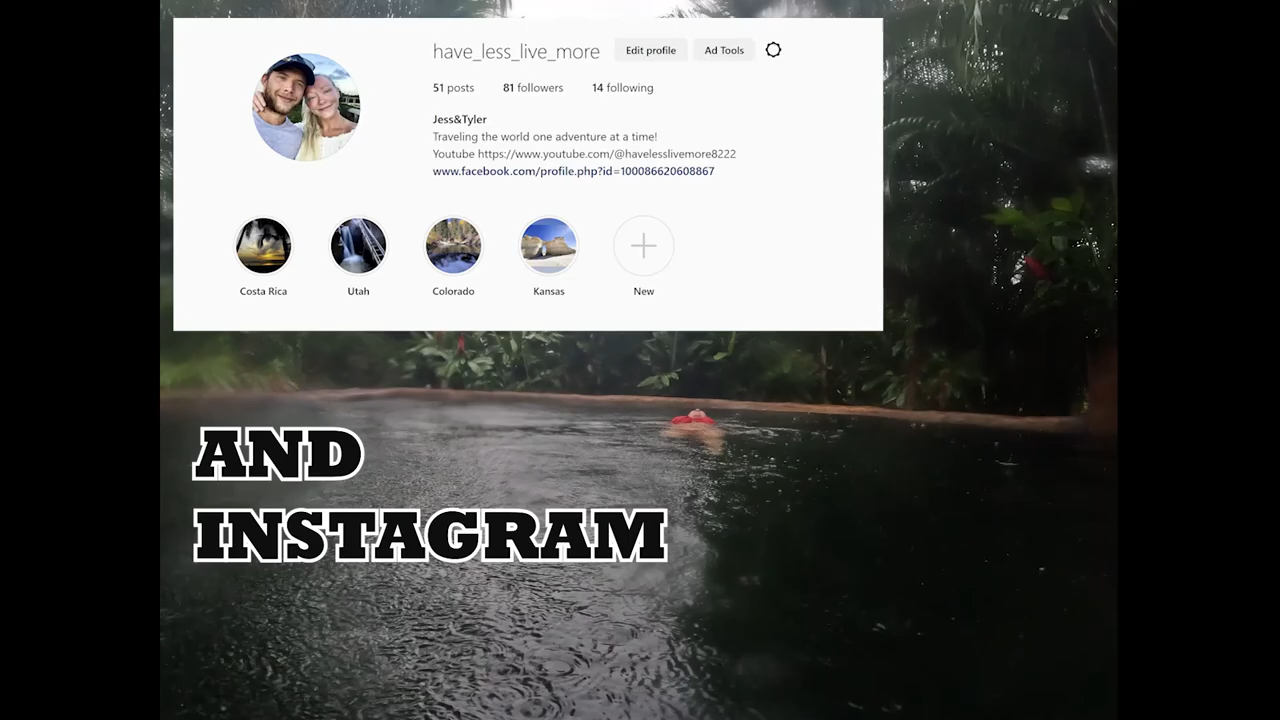 have_less_live_more Edit profile Ad Tools
51 posts 81 followers 14 following
Jess&Tyler
Traveling the world one adventure at a time!
Youtube https://www.youtube.com/@havelesslivemore8222
www.facebook.com/profile.php?id=100086620608867
Costa Rica Utah Colorado Kansas New
AND
INSTAGRAM